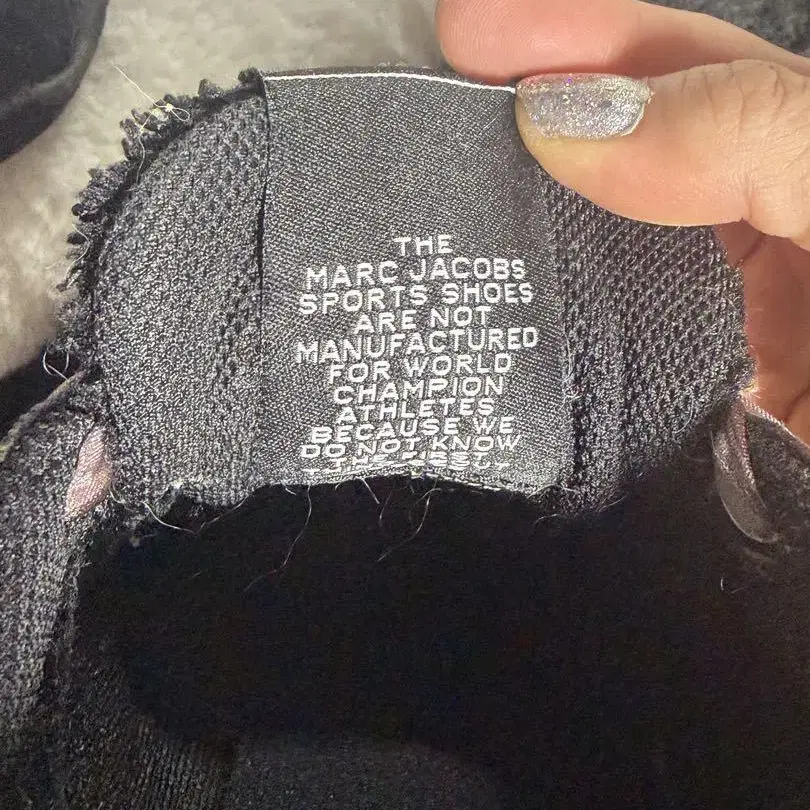 THE
MARC JACOBS
SPORTS SHOES
ARE NOT
MANUFACTURED
FOR WORLD
CHAMPION
ATHLETES
BECAUSE WE
DO NOT KNOW